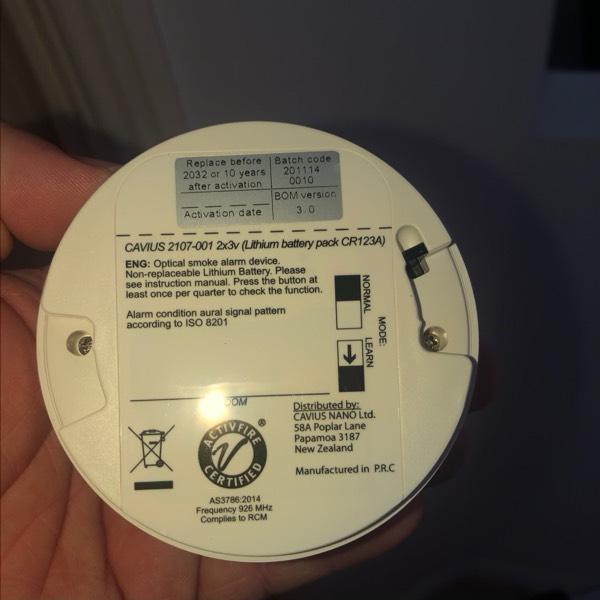 Replace before
2032 or 10 years
after activation
Activation date
Batch code
201114
0010
BOM version
3.0
CAVIUS 2107-001 2x3v (Lithium battery pack CR123A)
ENG: Optical smoke alarm device.
Non-replaceable Lithium Battery. Please
see instruction manual. Press the button at
least once per quarter to check the function.
Alarm condition aural signal pattern
according to ISO 8201
MODE:
NORMAL
LEARN
ACTIVFIRE
®
CERTIFIED
AS3786:2014
Frequency 926 MHz
Complies to RCM
Distributed by:
CAVIUS NANO Ltd.
58A Poplar Lane
Papamoa 3187
New Zealand
Manufactured in P.R.C